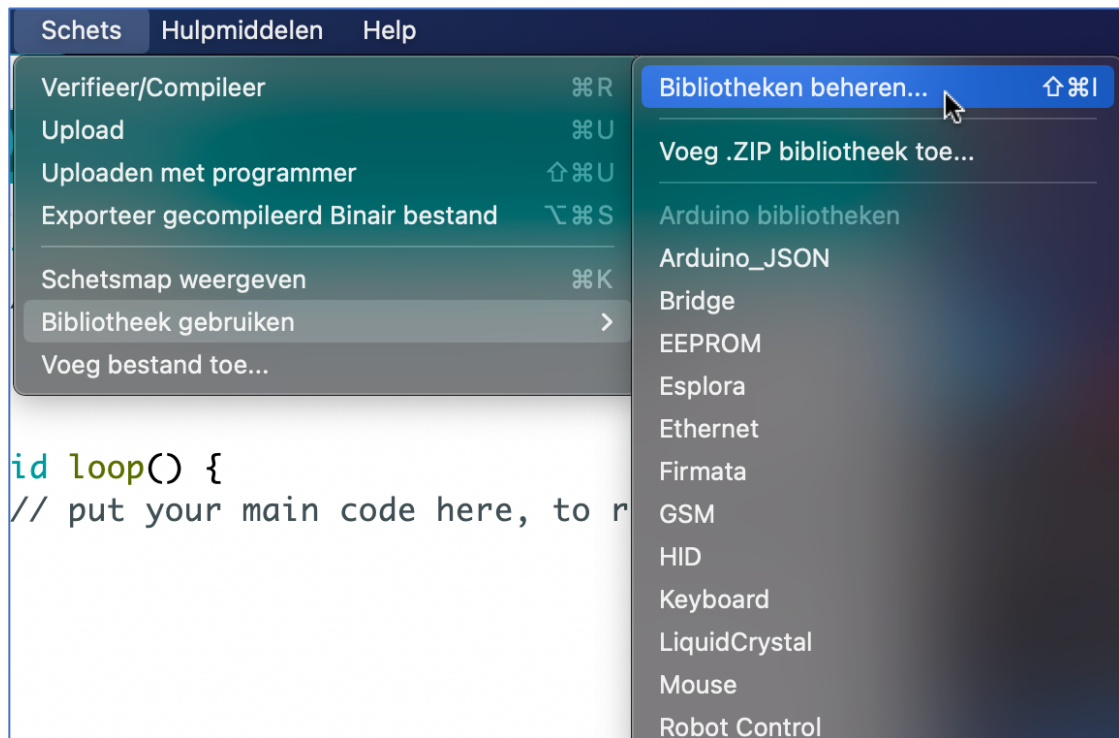 Schets Hulpmiddelen Help
Verifieer/Compileer ⌘R
Upload ⌘U
Uploaden met programmer ⇧⌘U
Exporteer gecompileerd Binair bestand ⌥⌘S
Schetsmap weergeven ⌘K
Bibliotheek gebruiken
Voeg bestand toe...
Bibliotheken beheren... ⇧⌘I
Voeg .ZIP bibliotheek toe...
Arduino bibliotheken
Arduino_JSON
Bridge
EEPROM
Esplora
Ethernet
Firmata
GSM
HID
Keyboard
LiquidCrystal
Mouse
Robot Control
id loop() {
// put your main code here, to r